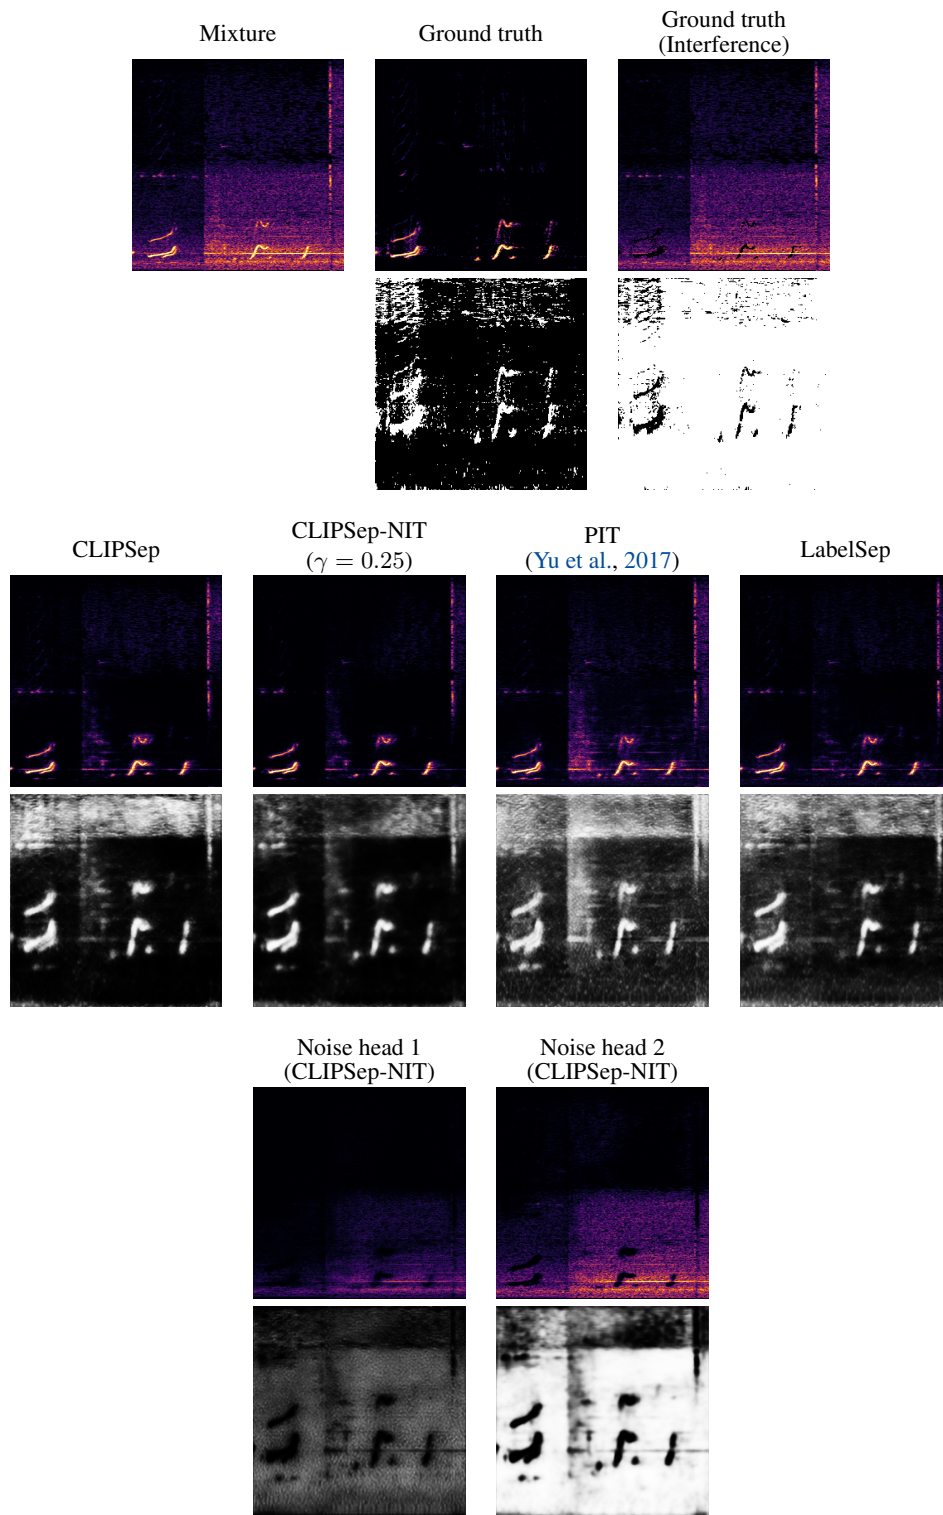 Mixture
Ground truth
Ground truth
(Interference)
CLIPSep
CLIPSep-NIT
(γ = 0.25)
PIT
(Yu et al., 2017)
LabelSep
Noise head 1
(CLIPSep-NIT)
Noise head 2
(CLIPSep-NIT)